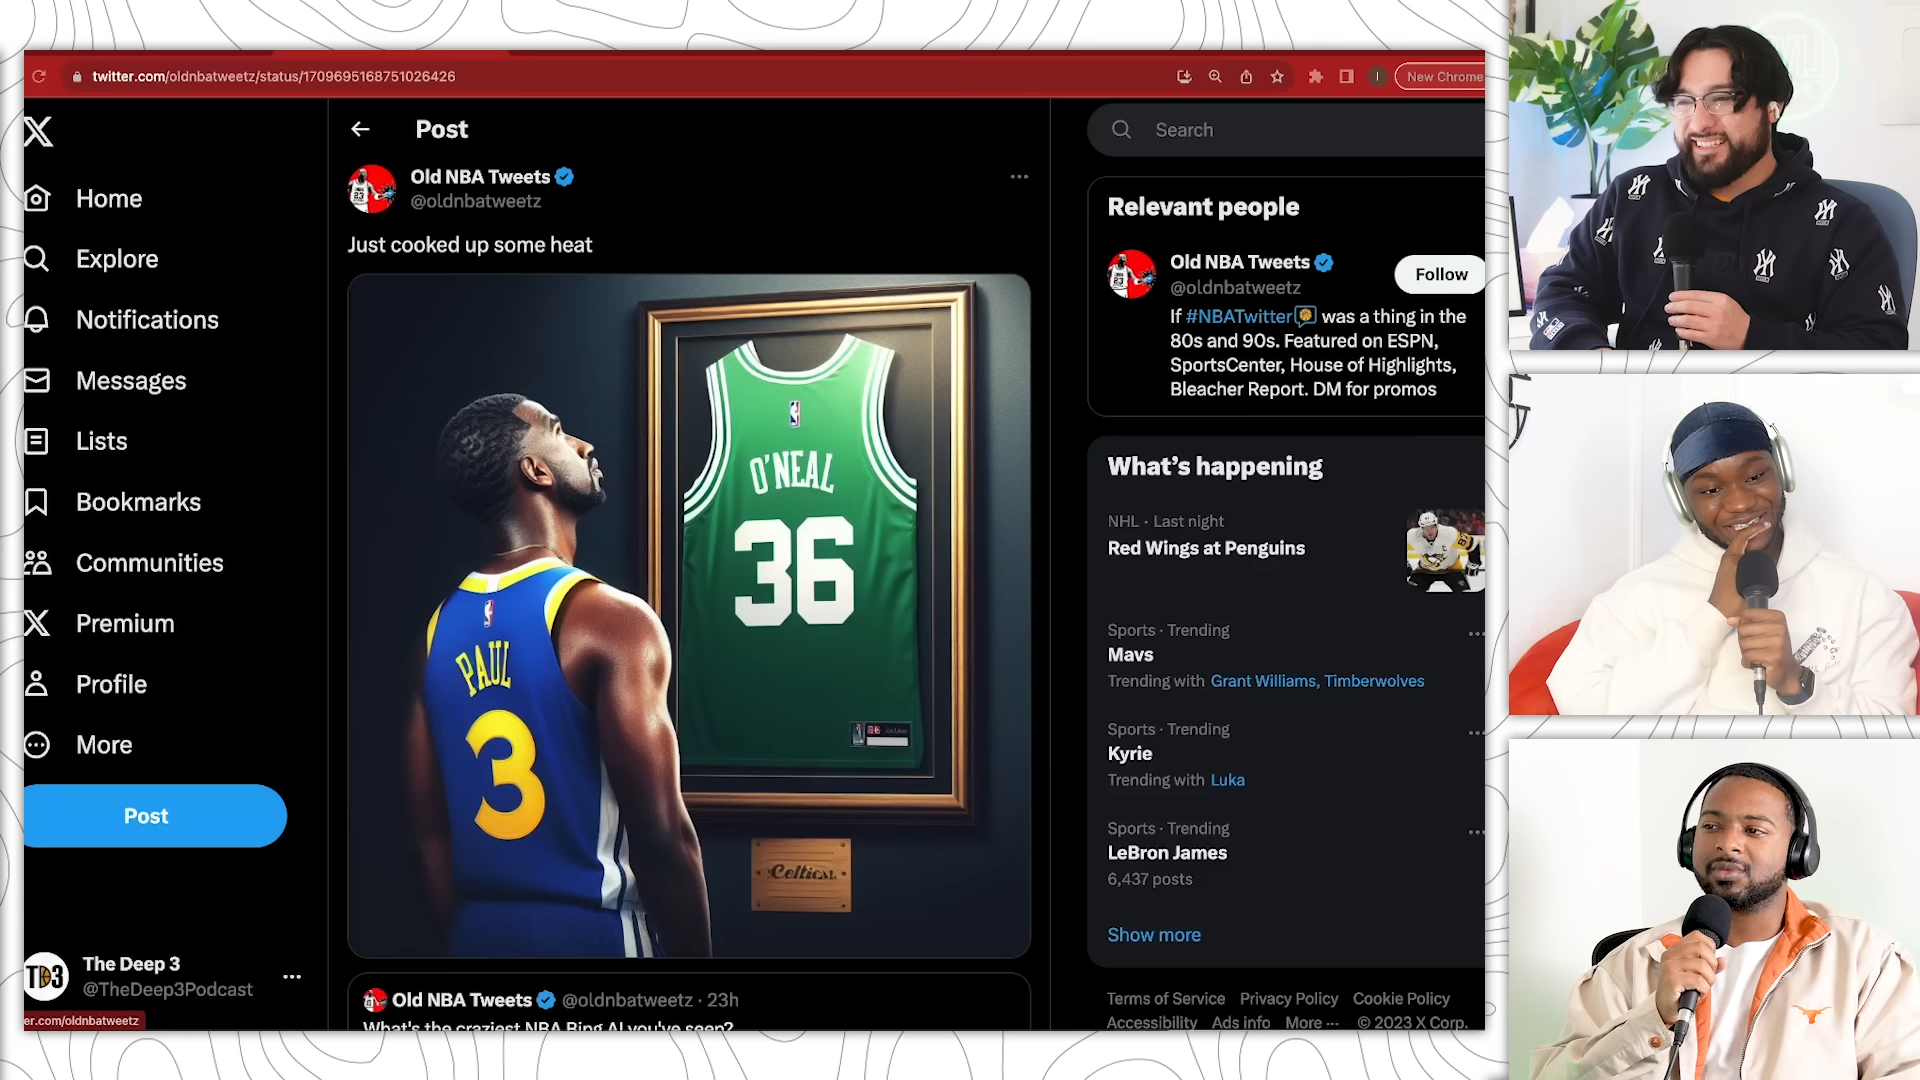 twitter.com/oldnbatweetz/status/1709695168751026426
New Chrome
Home
Explore
Notifications
Messages
Lists
Bookmarks
Communities
Premium
Profile
More
Post
The Deep 3
@TheDeep3Podcast
TD3
er.com/oldnbatweetz
Post
Old NBA Tweets
@oldnbatweetz
Just cooked up some heat
O'NEAL
36
PAUL
3
Old NBA Tweets @oldnbatweetz · 23h
What's the craziest NBA Bing AI you've seen?
Search
Relevant people
Old NBA Tweets
@oldnbatweetz
Follow
If #NBATwitter was a thing in the
80s and 90s. Featured on ESPN,
SportsCenter, House of Highlights,
Bleacher Report. DM for promos
What's happening
NHL · Last night
Red Wings at Penguins
Sports · Trending
Mavs
Trending with Grant Williams, Timberwolves
Sports · Trending
Kyrie
Trending with Luka
Sports · Trending
LeBron James
6,437 posts
Show more
Terms of Service Privacy Policy Cookie Policy
Accessibility Ads info More ··· © 2023 X Corp.